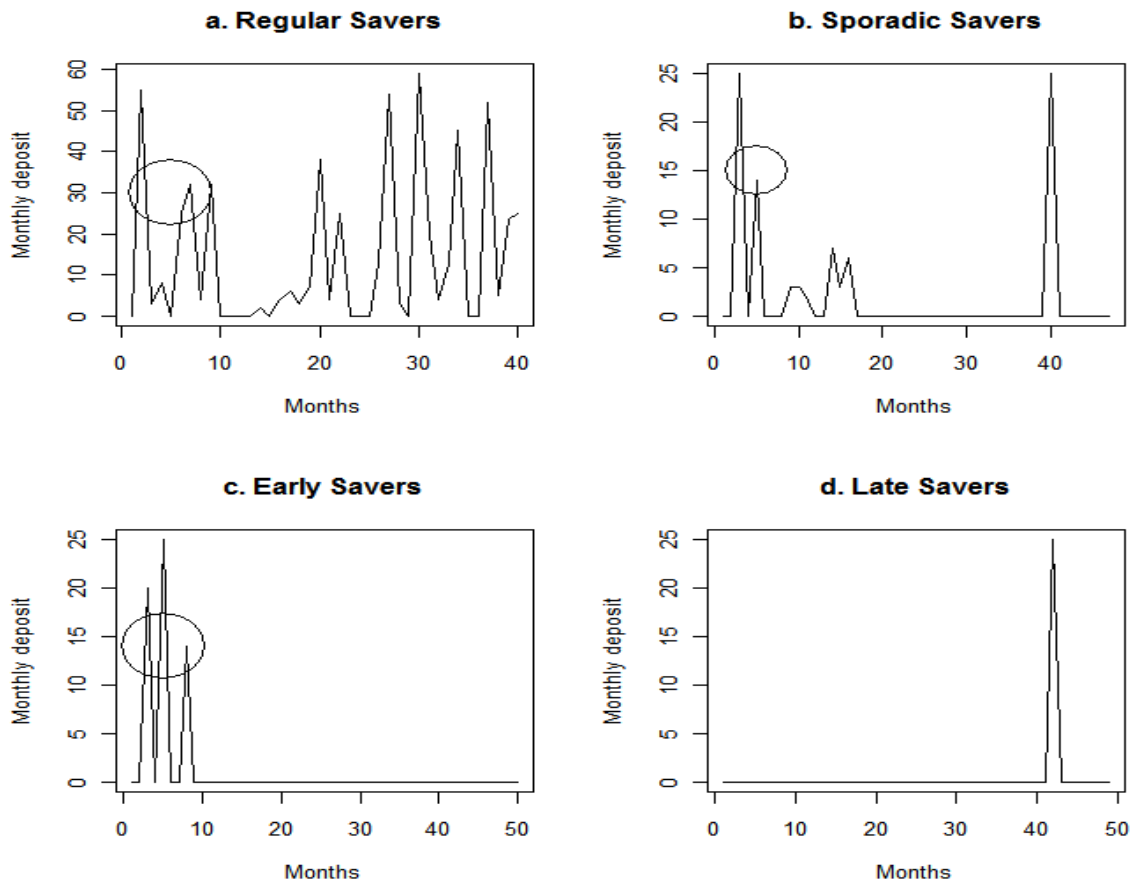 a. Regular Savers
Monthly deposit
60
50
40
30
20
10
0
0 10 20 30 40
Months
b. Sporadic Savers
Monthly deposit
25
20
15
10
5
0
0 10 20 30 40
Months
c. Early Savers
Monthly deposit
25
20
15
10
5
0
0 10 20 30 40 50
Months
d. Late Savers
Monthly deposit
25
20
15
10
5
0
0 10 20 30 40 50
Months